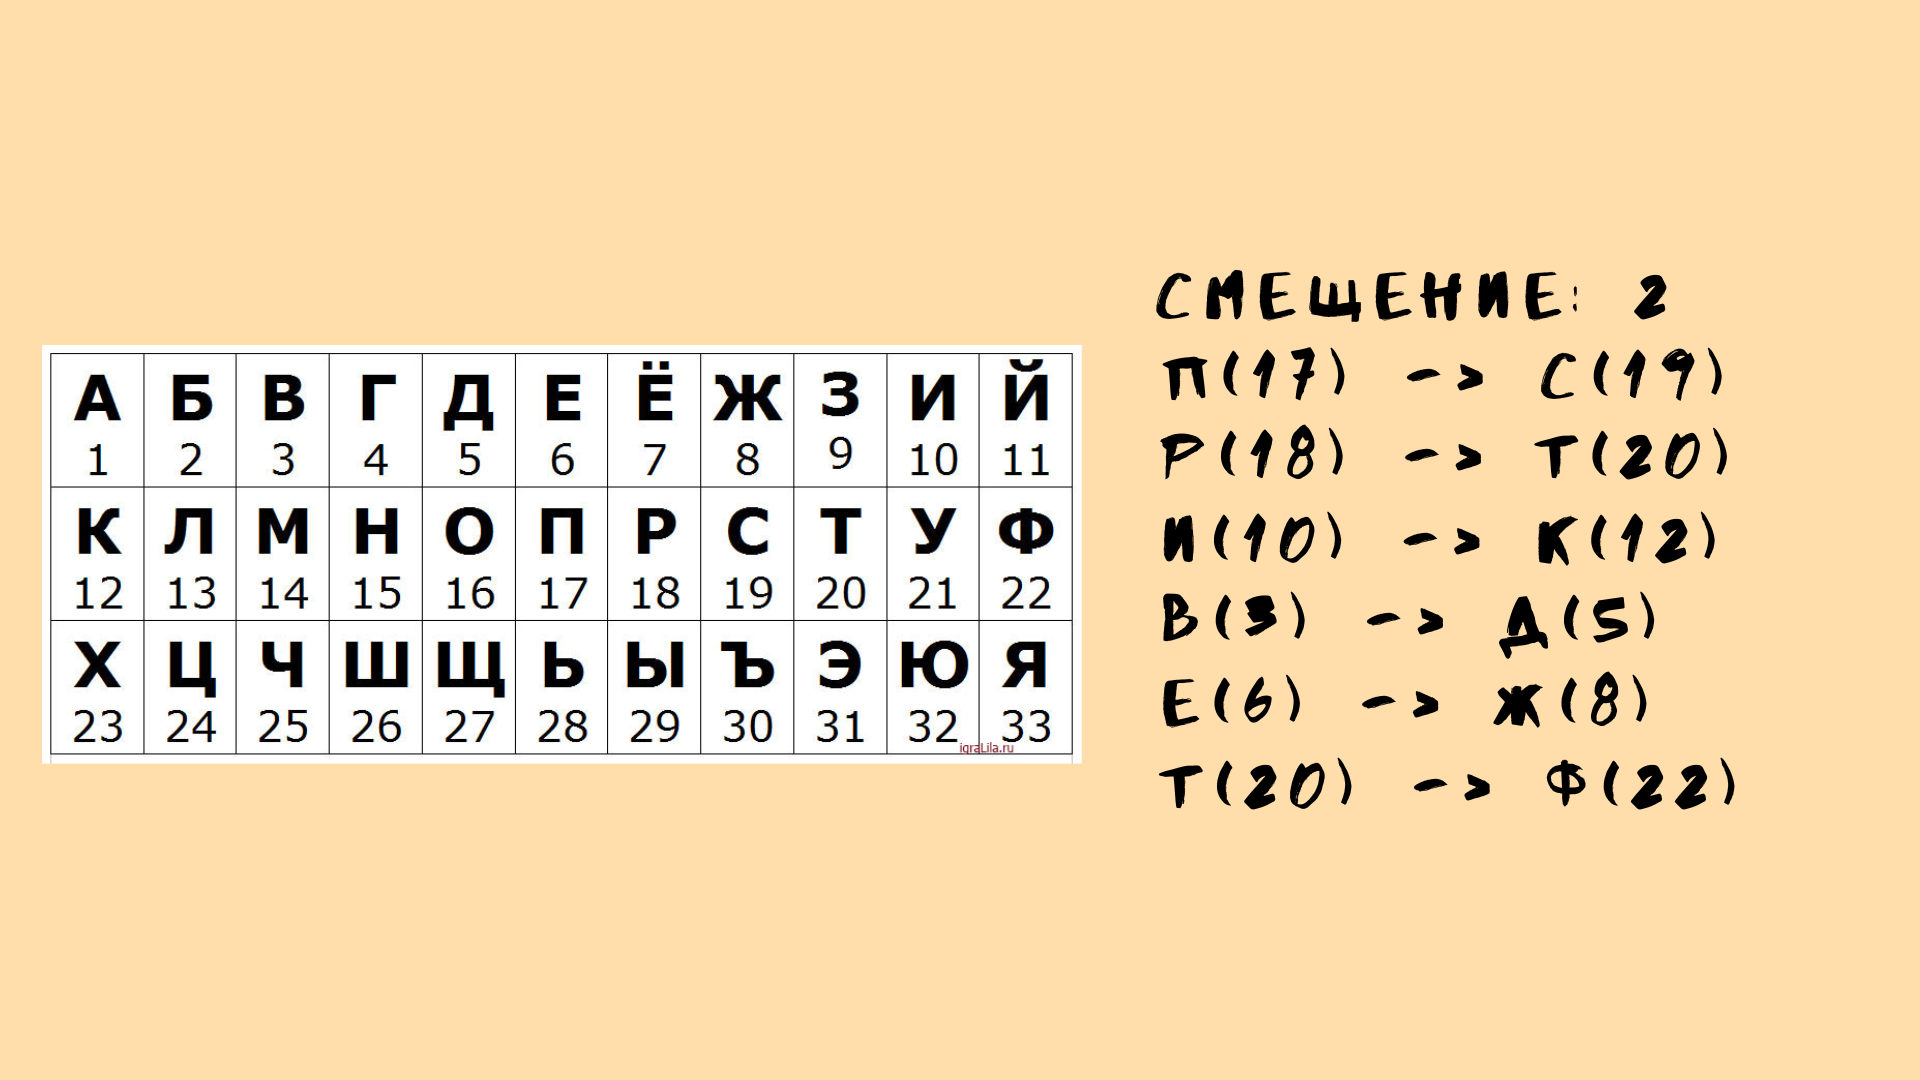 А Б В Г Д Е Ё Ж З И Й
1 2 3 4 5 6 7 8 9 10 11
К Л М Н О П Р С Т У Ф
12 13 14 15 16 17 18 19 20 21 22
Х Ц Ч Ш Щ Ь Ы Ъ Э Ю Я
23 24 25 26 27 28 29 30 31 32 33
igraLila.ru
СМЕЩЕНИЕ: 2
П(17) -> С(19)
Р(18) -> Т(20)
И(10) -> К(12)
В(3) -> Д(5)
Е(6) -> Ж(8)
Т(20) -> Ф(22)